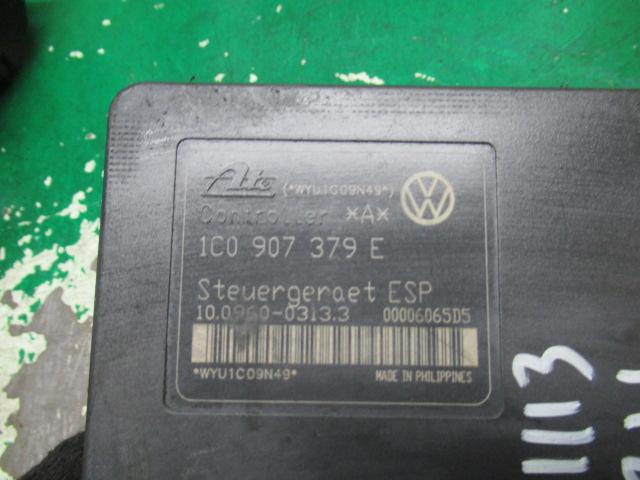 Ate (*WYU1C09N49*)
Controller *A*
1C0 907 379 E
Steuergeraet ESP
10.0960-0313.3 00006065D5
*WYU1C09N49*
MADE IN PHILIPPINES
1113